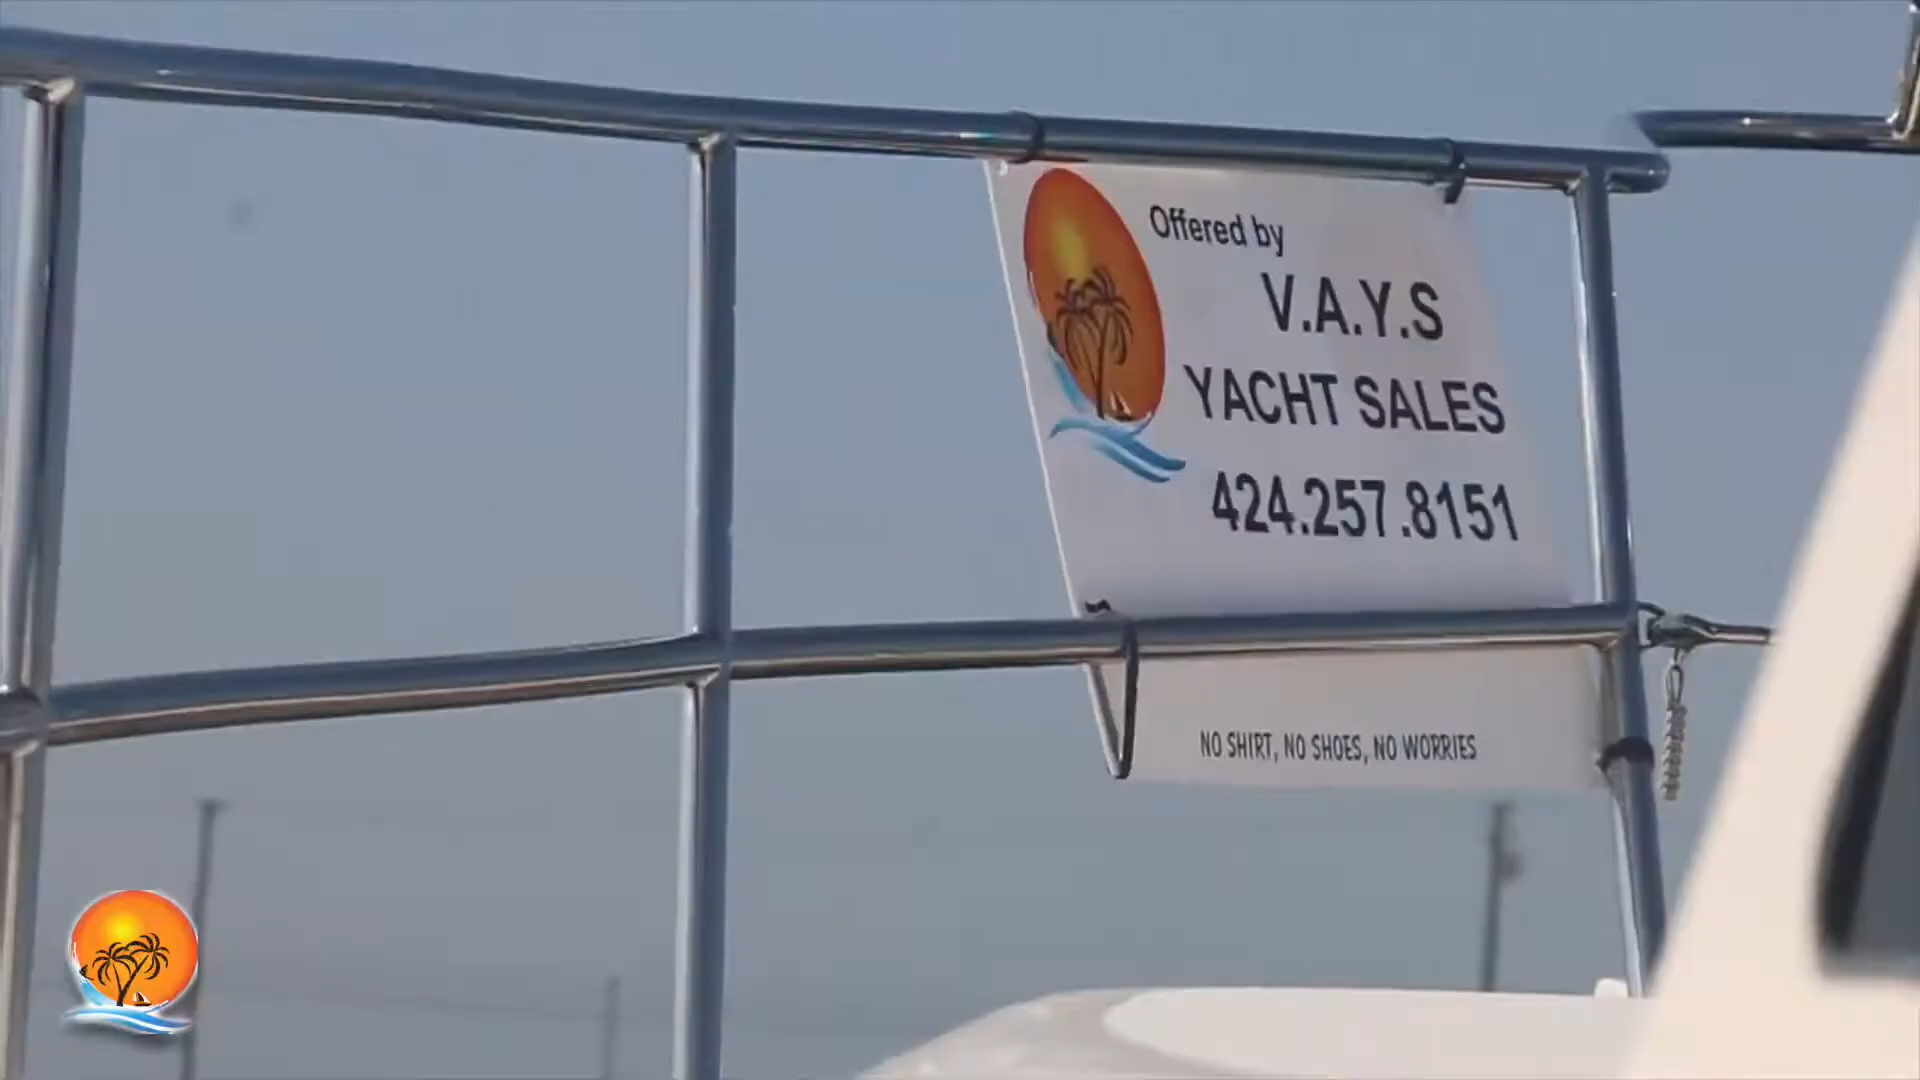 Offered by
V.A.Y.S
YACHT SALES
424.257.8151
NO SHIRT, NO SHOES, NO WORRIES